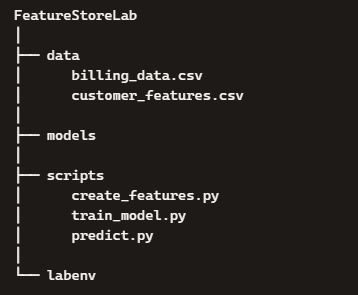 FeatureStoreLab
│
├── data
│     billing_data.csv
│     customer_features.csv
│
├── models
│
├── scripts
│     create_features.py
│     train_model.py
│     predict.py
│
└── labenv